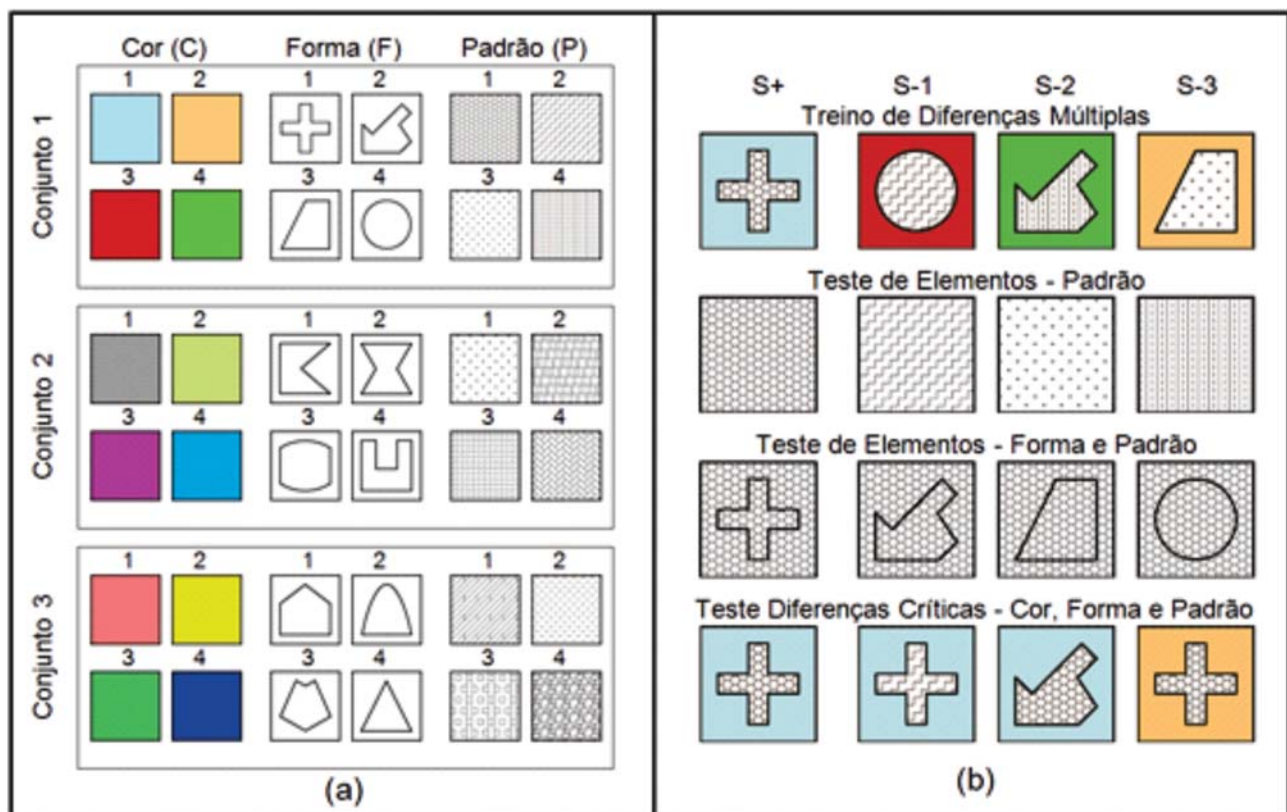 Cor (C) Forma (F) Padrão (P)
Conjunto 1
1 2 1 2 1 2
3 4 3 4 3 4
Conjunto 2
1 2 1 2 1 2
3 4 3 4 3 4
Conjunto 3
1 2 1 2 1 2
3 4 3 4 3 4
(a)
S+ S-1 S-2 S-3
Treino de Diferenças Múltiplas
Teste de Elementos - Padrão
Teste de Elementos - Forma e Padrão
Teste Diferenças Críticas - Cor, Forma e Padrão
(b)